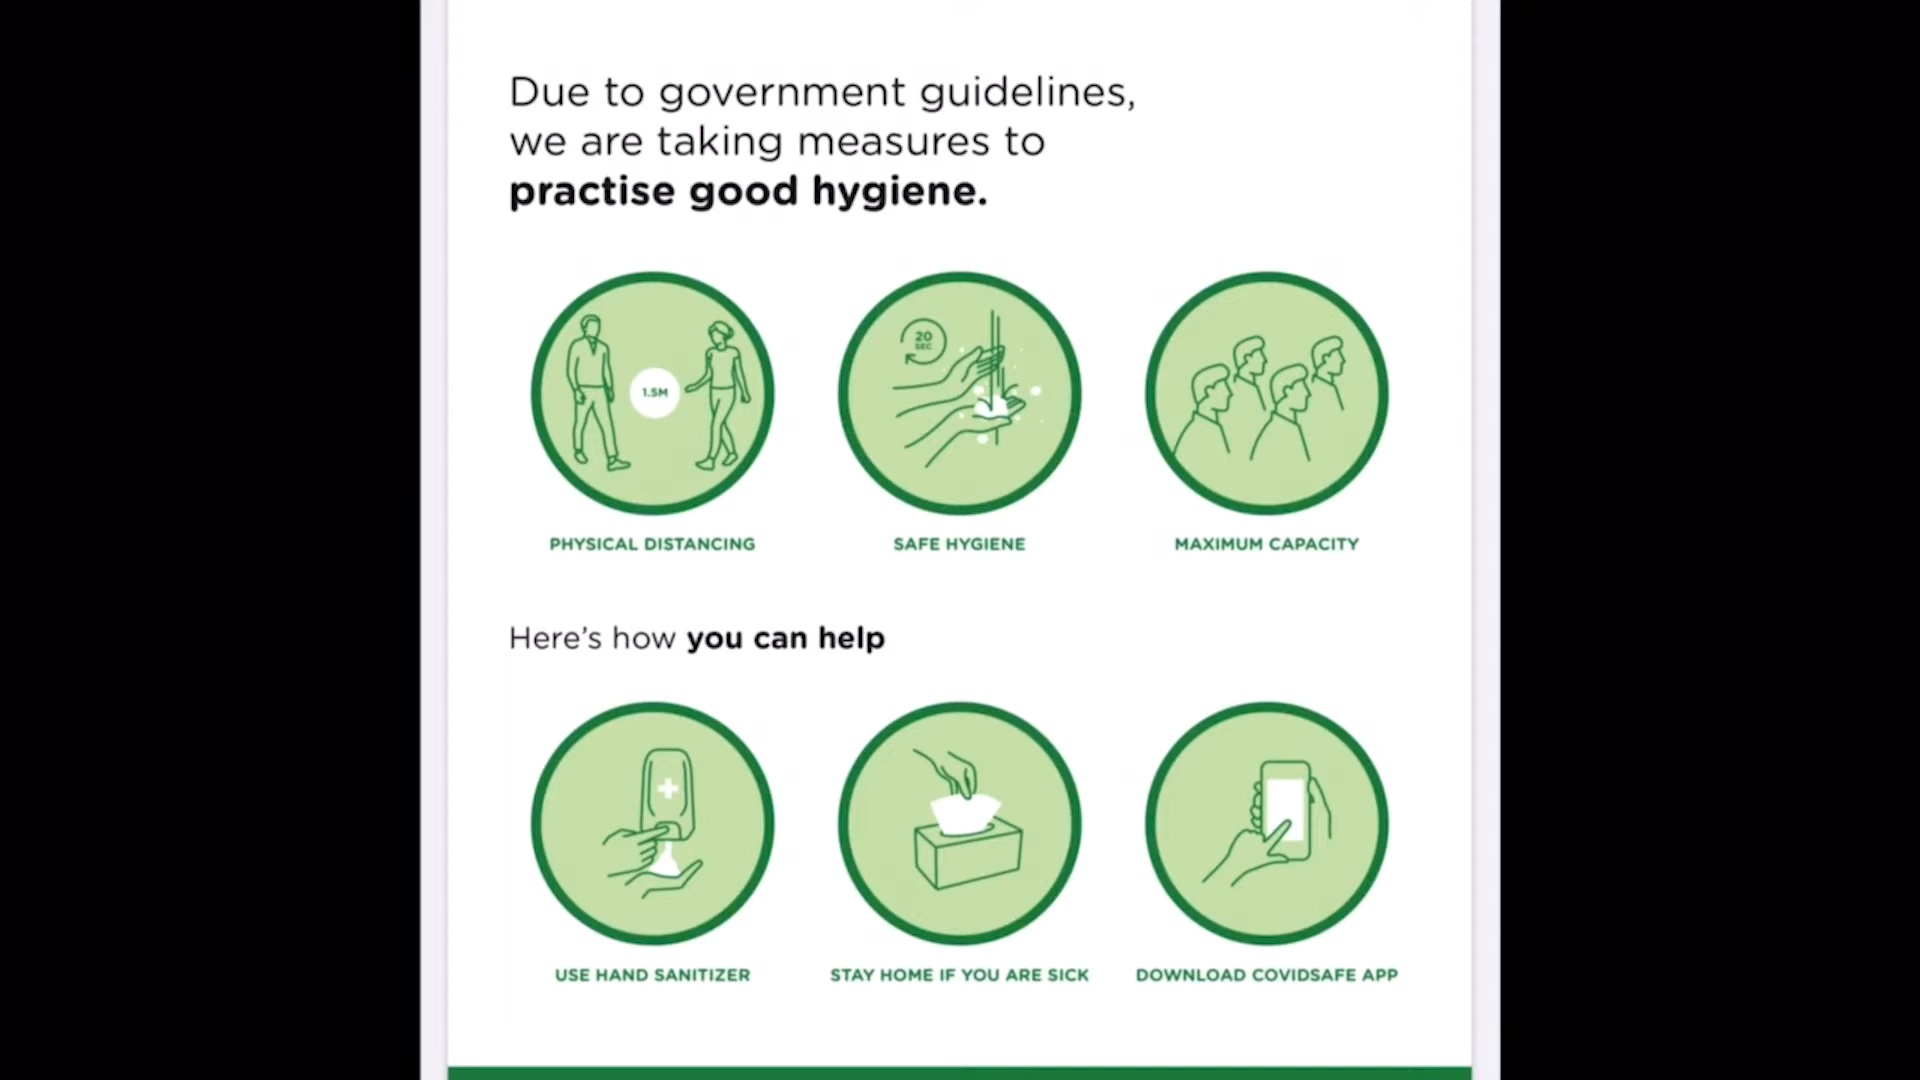 Due to government guidelines,
we are taking measures to
practise good hygiene.
1.5M
20
SEC
PHYSICAL DISTANCING
SAFE HYGIENE
MAXIMUM CAPACITY
Here's how you can help
USE HAND SANITIZER
STAY HOME IF YOU ARE SICK
DOWNLOAD COVIDSAFE APP